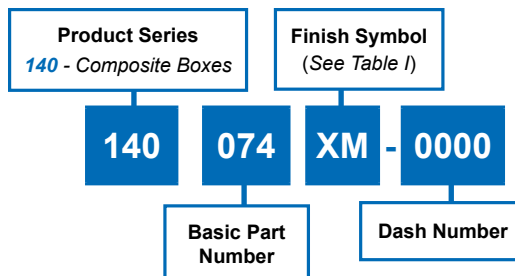 Product Series
140 - Composite Boxes
Finish Symbol
(See Table I)
140 074 XM - 0000
Basic Part
Number
Dash Number